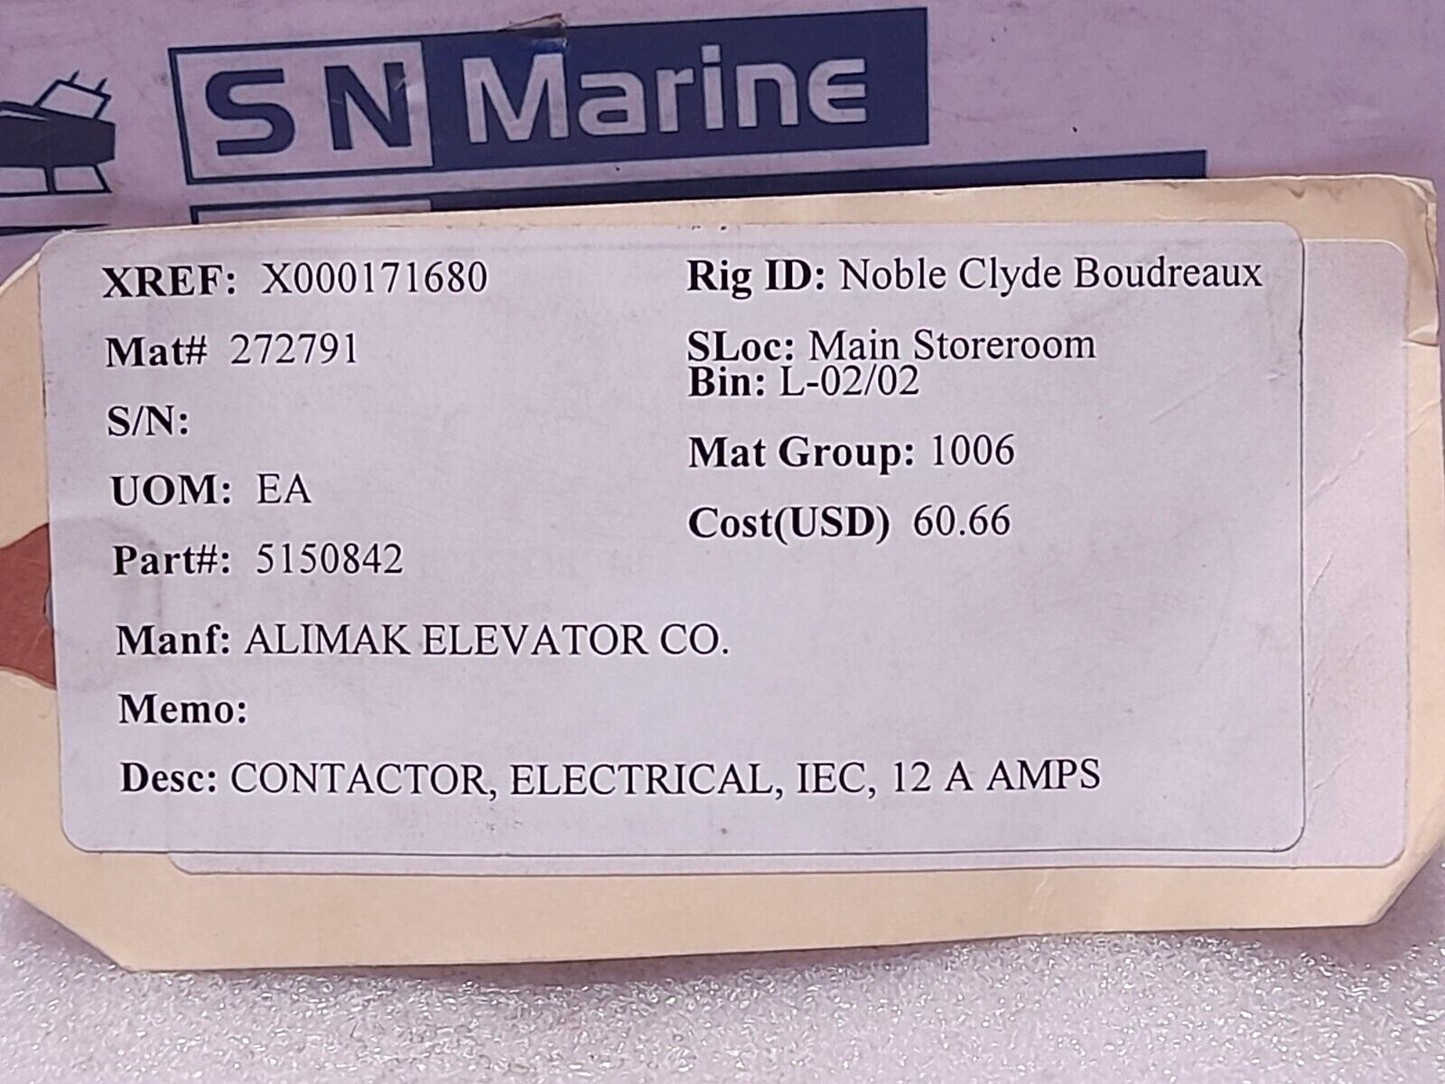 SN Marine
XREF: X000171680
Mat# 272791
S/N:
UOM: EA
Part#: 5150842
Manf: ALIMAK ELEVATOR CO.
Memo:
Desc: CONTACTOR, ELECTRICAL, IEC, 12 A AMPS
Rig ID: Noble Clyde Boudreaux
SLoc: Main Storeroom
Bin: L-02/02
Mat Group: 1006
Cost(USD) 60.66